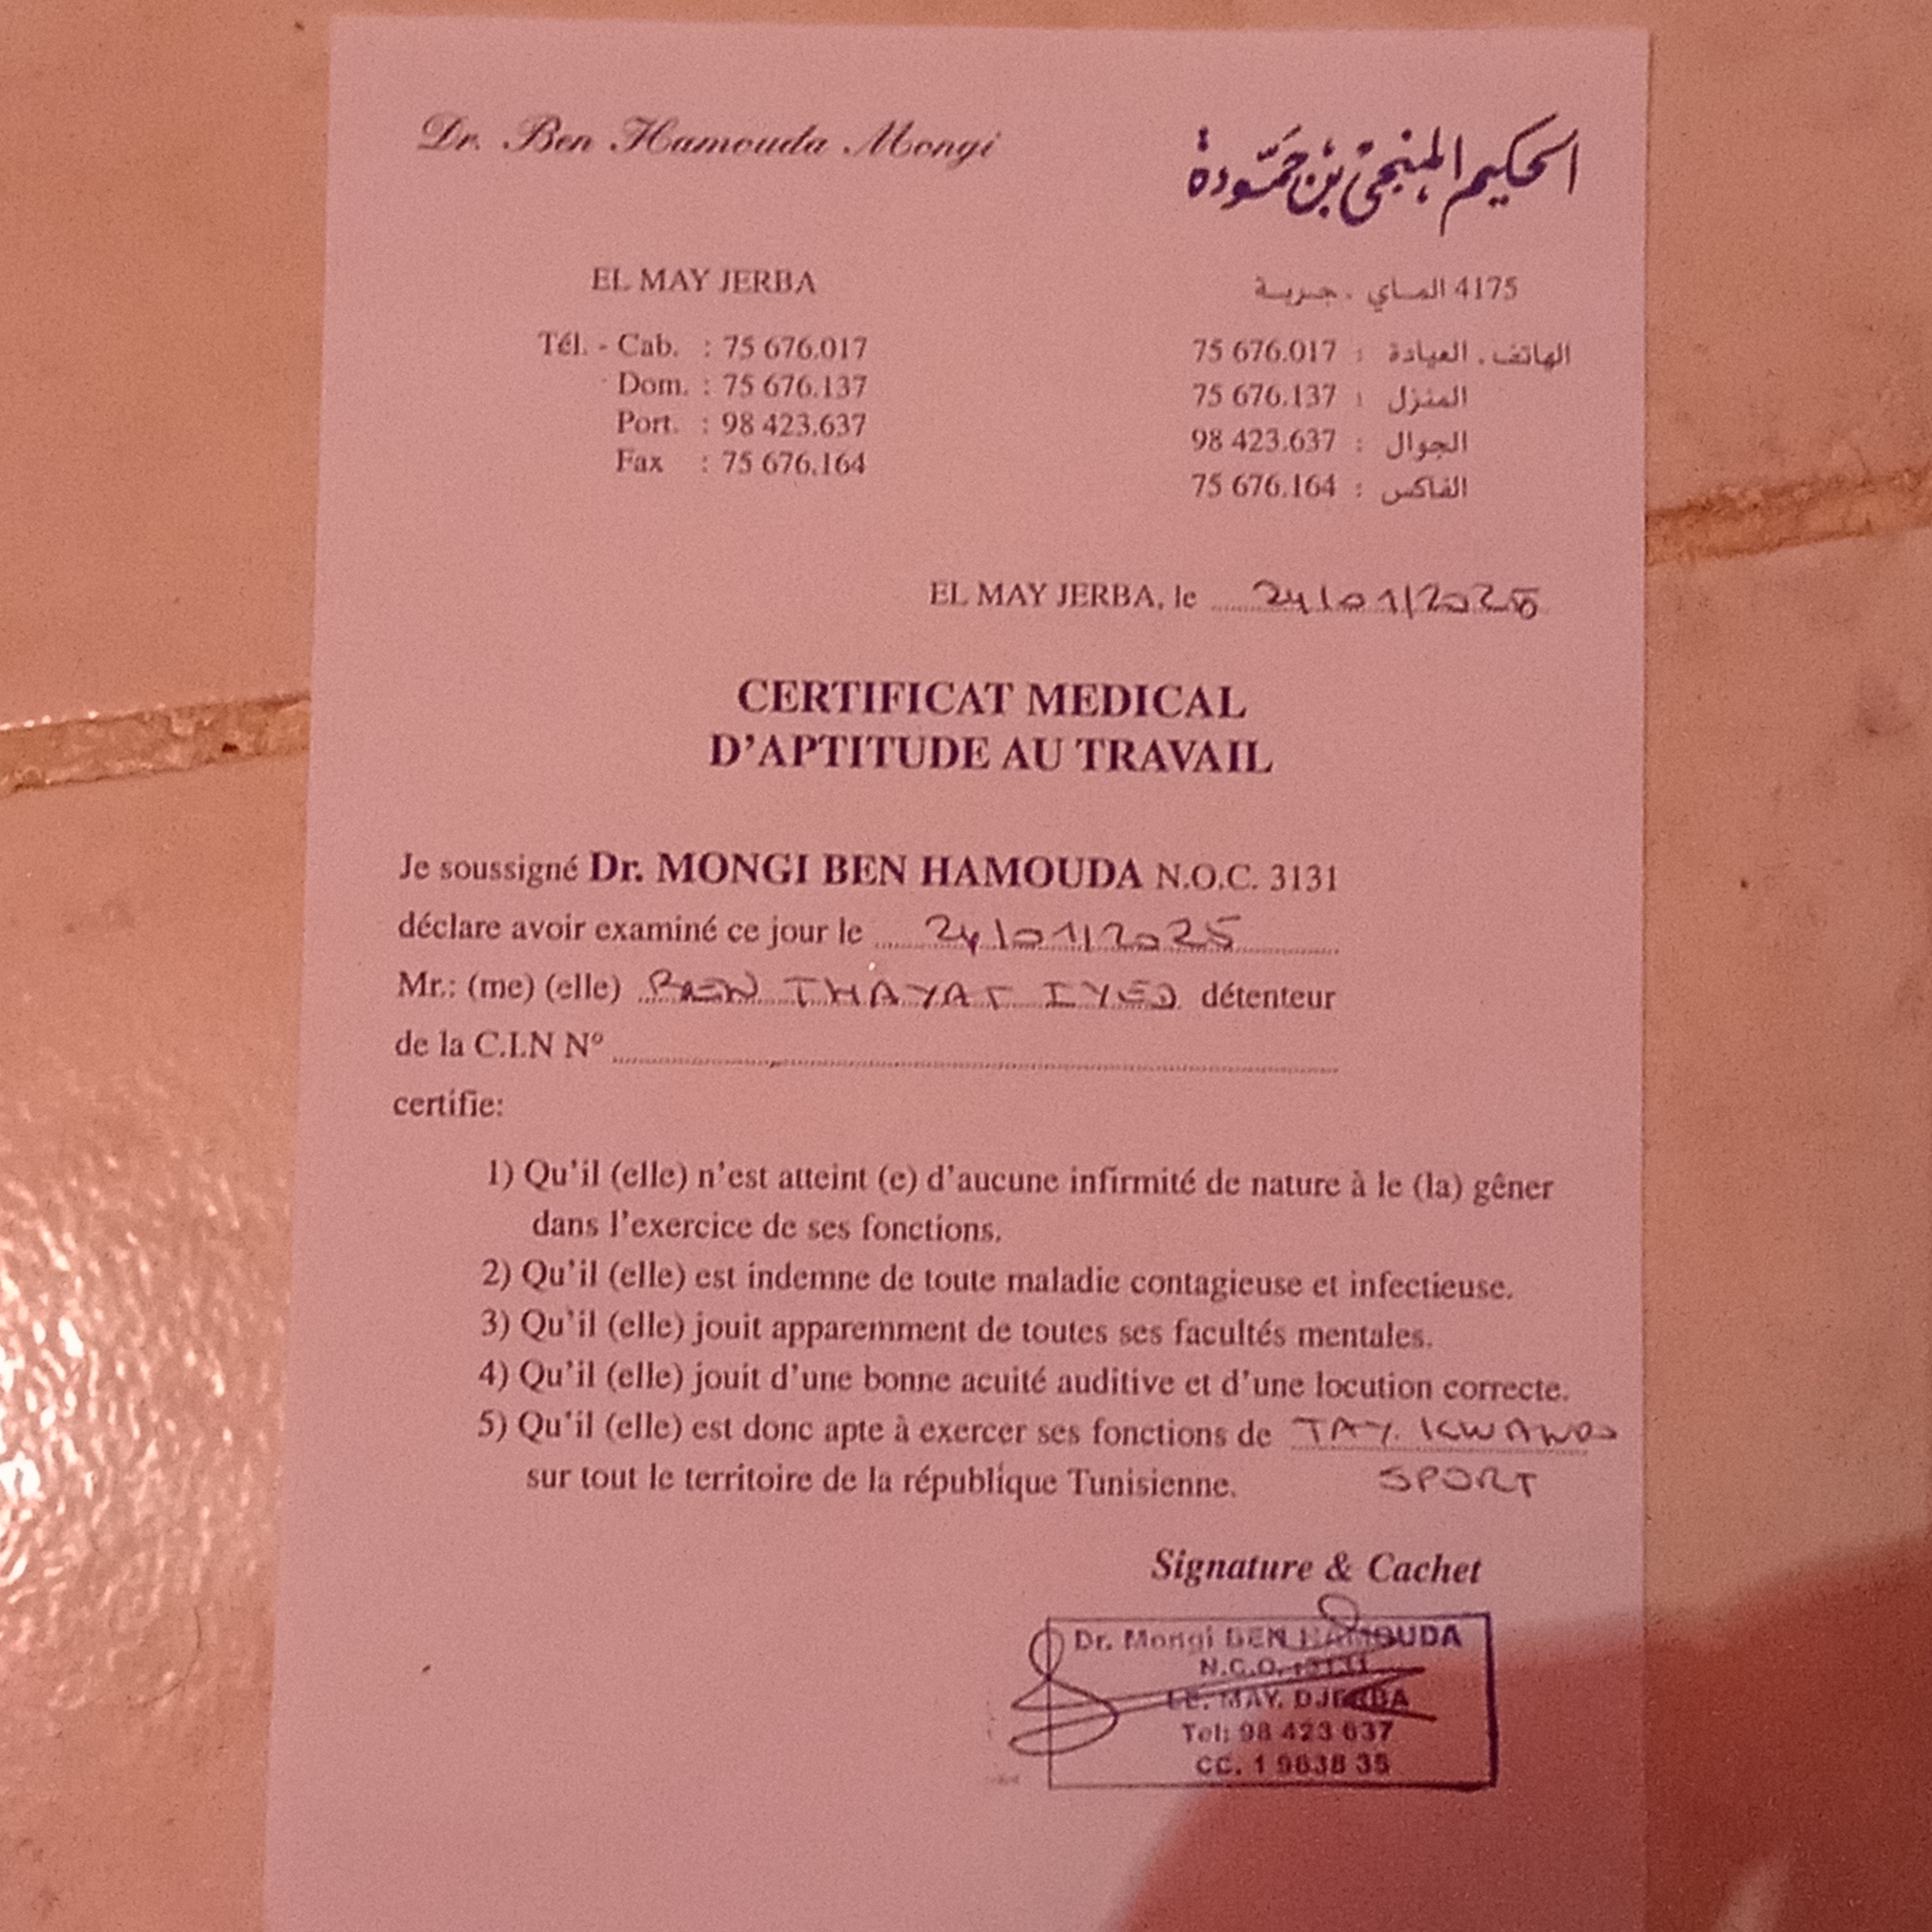 Dr. Ben Hamouda Mongi
الحكيم المنجي بن حمّودة
EL MAY JERBA
4175 الماي . جربة
Tél. - Cab. : 75 676.017
Dom. : 75 676.137
Port. : 98 423.637
Fax : 75 676.164
الهاتف . العيادة : 75 676.017
المنزل : 75 676.137
الجوال : 98 423.637
الفاكس : 75 676.164
EL MAY JERBA, le 24/01/2025
CERTIFICAT MEDICAL
D'APTITUDE AU TRAVAIL
Je soussigné Dr. MONGI BEN HAMOUDA N.O.C. 3131
déclare avoir examiné ce jour le 24/01/2025
Mr.: (me) (elle) BEN THAYAT IYED détenteur
de la C.I.N N°
certifie:
1) Qu'il (elle) n'est atteint (e) d'aucune infirmité de nature à le (la) gêner
dans l'exercice de ses fonctions.
2) Qu'il (elle) est indemne de toute maladie contagieuse et infectieuse.
3) Qu'il (elle) jouit apparemment de toutes ses facultés mentales.
4) Qu'il (elle) jouit d'une bonne acuité auditive et d'une locution correcte.
5) Qu'il (elle) est donc apte à exercer ses fonctions de TAY. KWANDO
sur tout le territoire de la république Tunisienne. SPORT
Signature & Cachet
Dr. Mongi BEN HAMOUDA
N.C.O. : 3131
LE. MAY. DJERBA
Tel: 98 423 637
CC. 1 9638 35